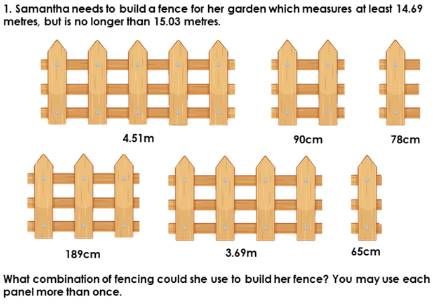 1. Samantha needs to build a fence for her garden which measures at least 14.69
metres, but is no longer than 15.03 metres.
4.51m
90cm
78cm
189cm
3.69m
65cm
What combination of fencing could she use to build her fence? You may use each
panel more than once.